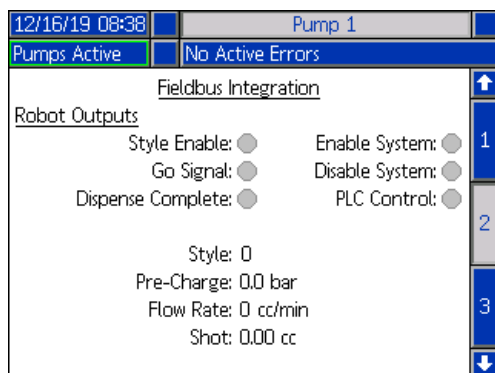 12/16/19 08:38 Pump 1
Pumps Active No Active Errors
Fieldbus Integration
Robot Outputs
Style Enable: Enable System:
Go Signal: Disable System:
Dispense Complete: PLC Control:
Style: 0
Pre-Charge: 0.0 bar
Flow Rate: 0 cc/min
Shot: 0.00 cc
1
2
3